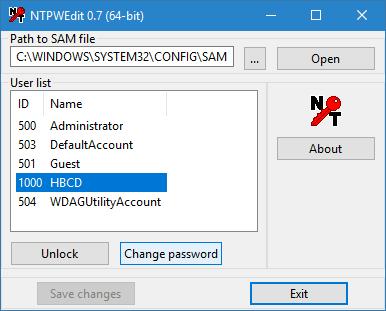 NTPWEdit 0.7 (64-bit)
Path to SAM file
C:\WINDOWS\SYSTEM32\CONFIG\SAM ... Open
User list
ID Name
500 Administrator
503 DefaultAccount
501 Guest
1000 HBCD
504 WDAGUtilityAccount
N T
About
Unlock Change password
Save changes Exit